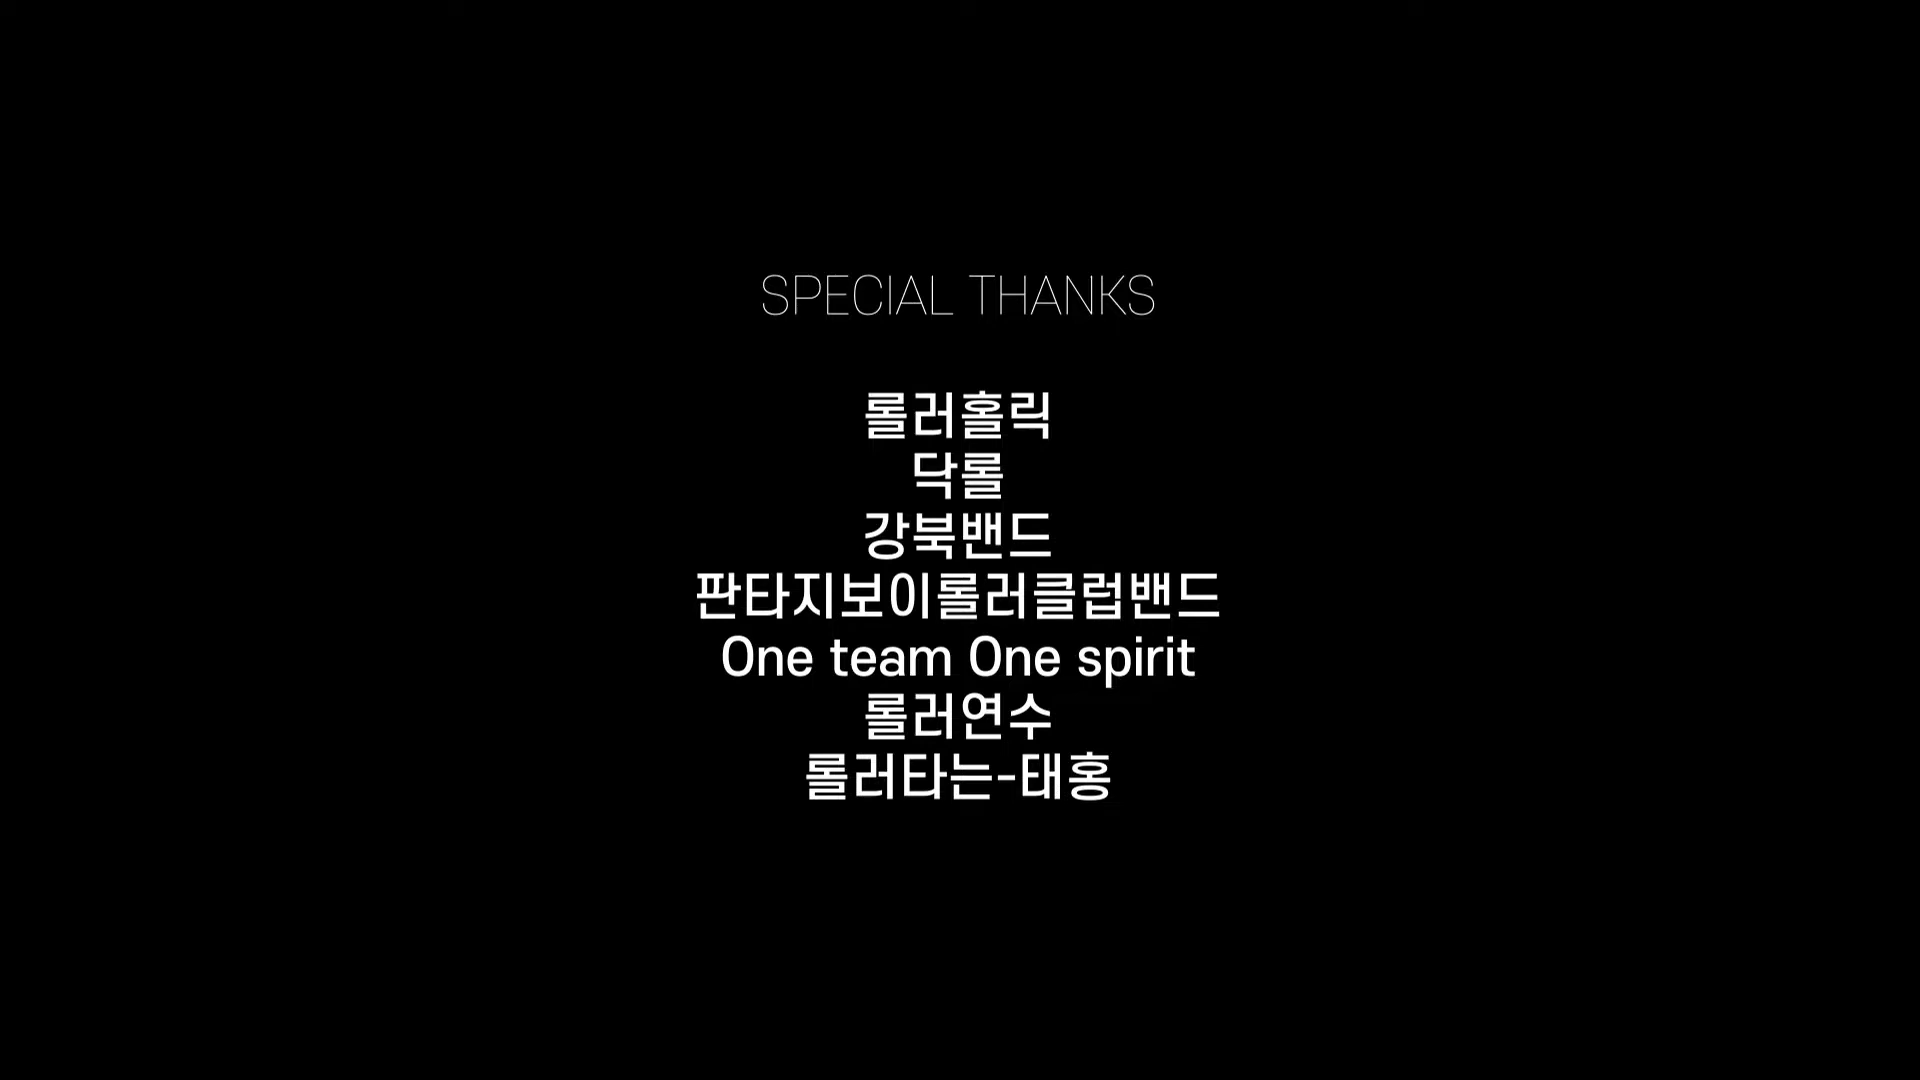 SPECIAL THANKS
롤러홀릭
닥롤
강북밴드
판타지보이롤러클럽밴드
One team One spirit
롤러연수
롤러타는-태홍